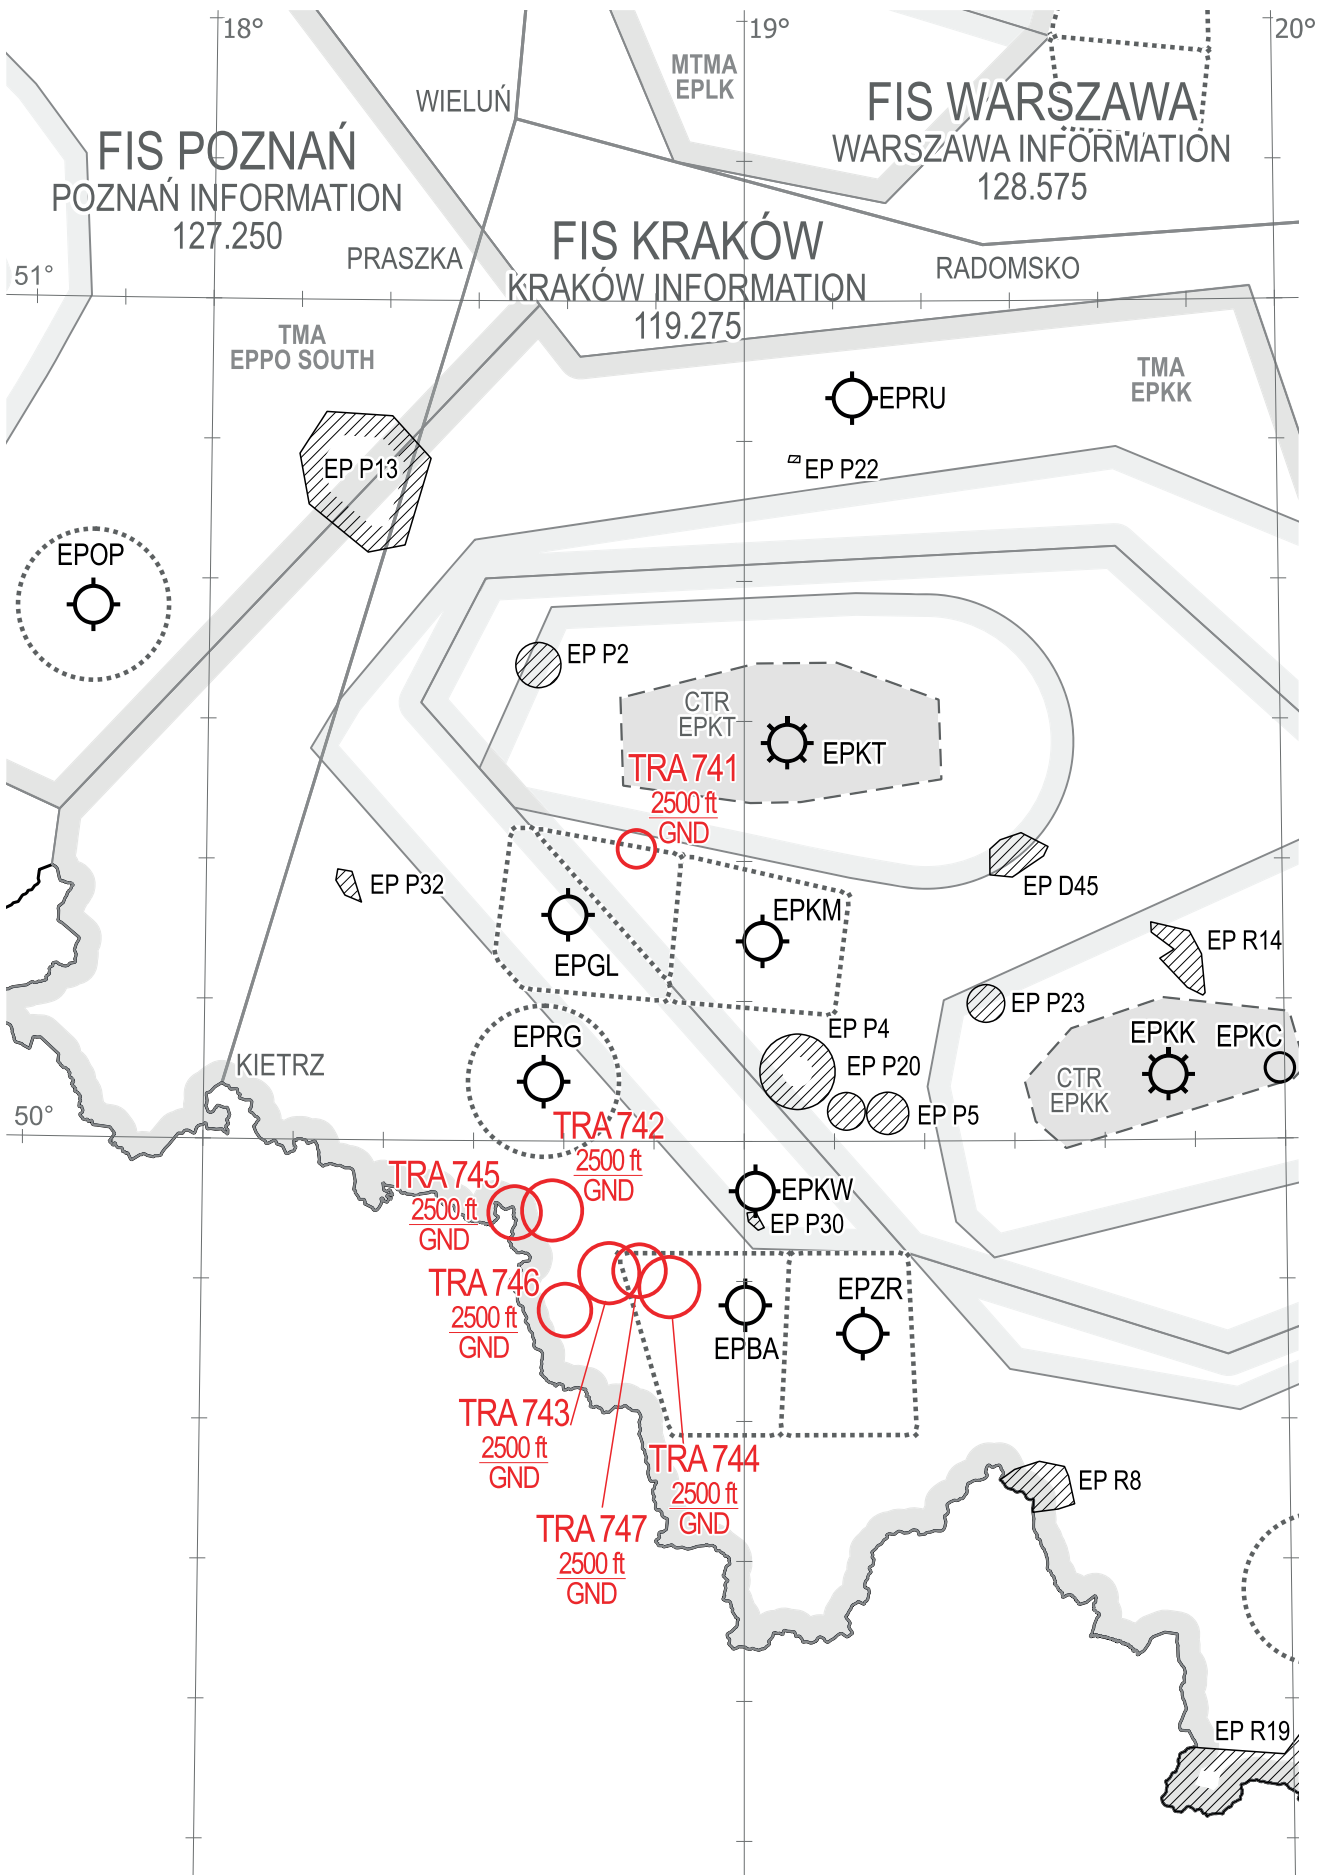 18°
19°
20°
MTMA
EPLK
WIELUŃ
FIS WARSZAWA
WARSZAWA INFORMATION
128.575
FIS POZNAŃ
POZNAŃ INFORMATION
127.250
PRASZKA
FIS KRAKÓW
KRAKÓW INFORMATION
119.275
RADOMSKO
51°
TMA
EPPO SOUTH
TMA
EPKK
EPRU
EP P13
EP P22
EPOP
EP P2
CTR
EPKT
EPKT
TRA 741
2500 ft
GND
EP P32
EP D45
EPKM
EPGL
EP R14
EP P23
EPRG
EP P4
EPKK
EPKC
KIETRZ
EP P20
CTR
EPKK
50°
EP P5
TRA 742
2500 ft
GND
TRA 745
2500 ft
GND
EPKW
EP P30
TRA 746
2500 ft
GND
EPZR
EPBA
TRA 743
2500 ft
GND
TRA 744
2500 ft
GND
EP R8
TRA 747
2500 ft
GND
EP R19